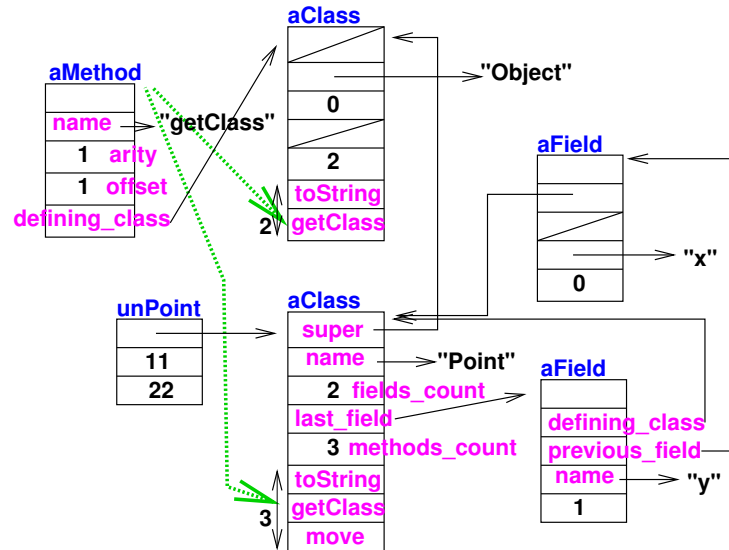 aClass
"Object"
0
2
toString
getClass
2
aMethod
name
"getClass"
1 arity
1 offset
defining_class
aField
"x"
0
unPoint
11
22
aClass
super
name
"Point"
2 fields_count
last_field
3 methods_count
toString
getClass
move
3
aField
defining_class
previous_field
name
"y"
1